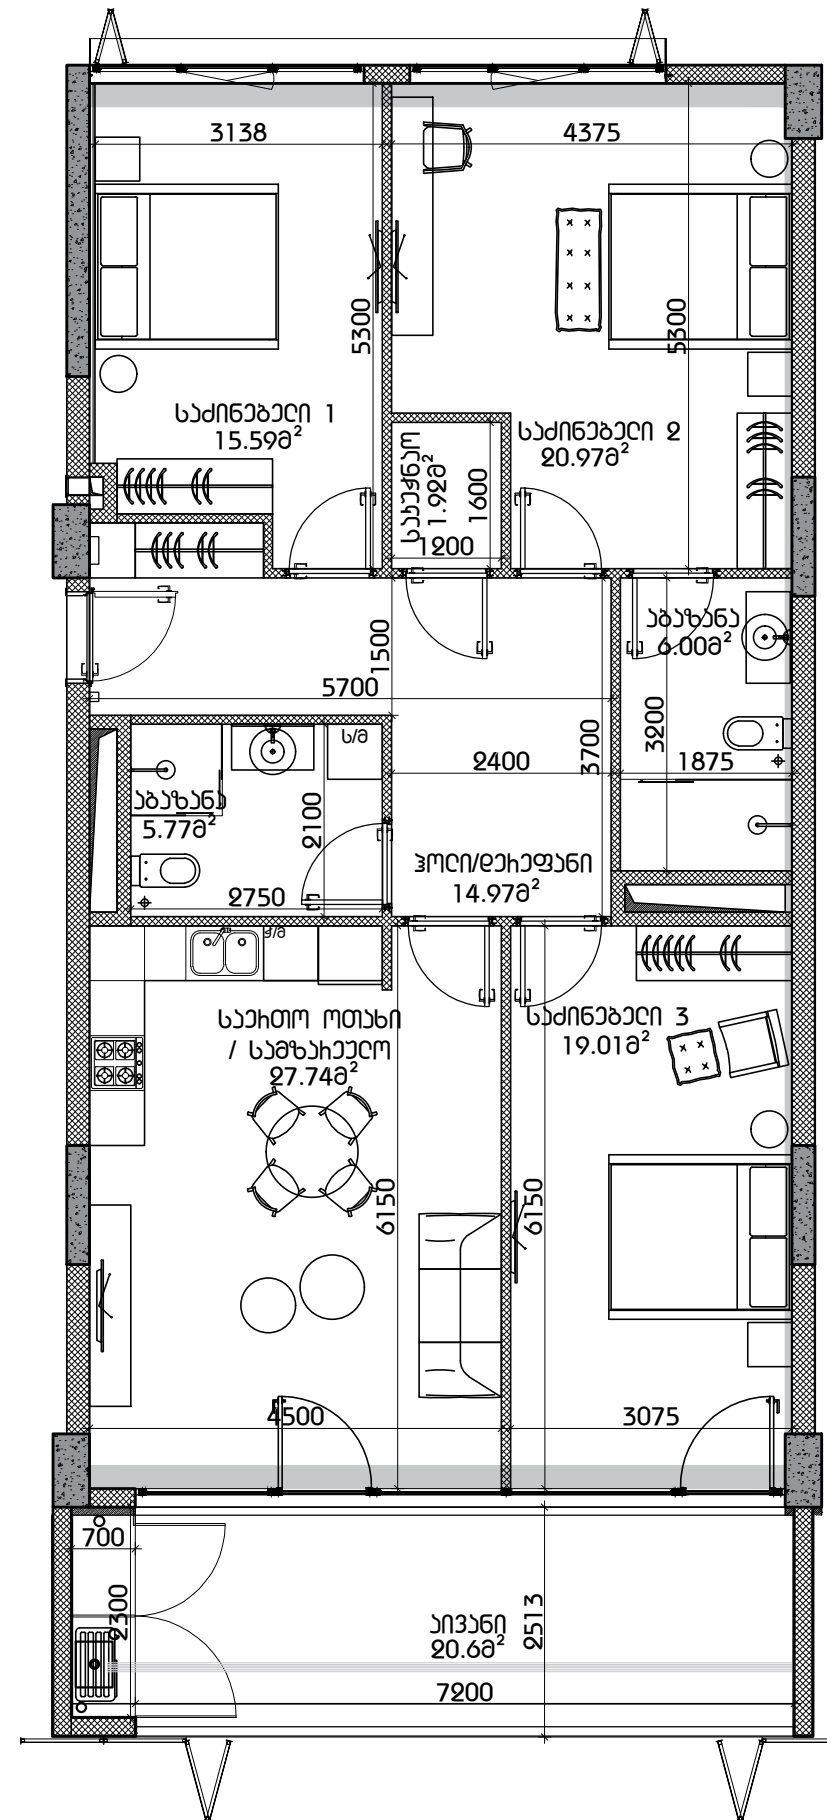 3138
4375
5300
5300
საძინებელი 1
15.59მ²
საძინებელი 2
20.97მ²
სახეხნაო
1.92მ²
1600
1200
აბაზანა
6.00მ²
1500
5700
3200
1875
ს/მ
2400
3700
აბაზანა
5.77მ²
2100
2750
ჰოლი/დერეფანი
14.97მ²
ჭ/მ
საერთო ოთახი
/ სამზარეულო
27.74მ²
საძინებელი 3
19.01მ²
6150
6150
4500
3075
700
2300
აივანი
20.6მ²
2513
7200